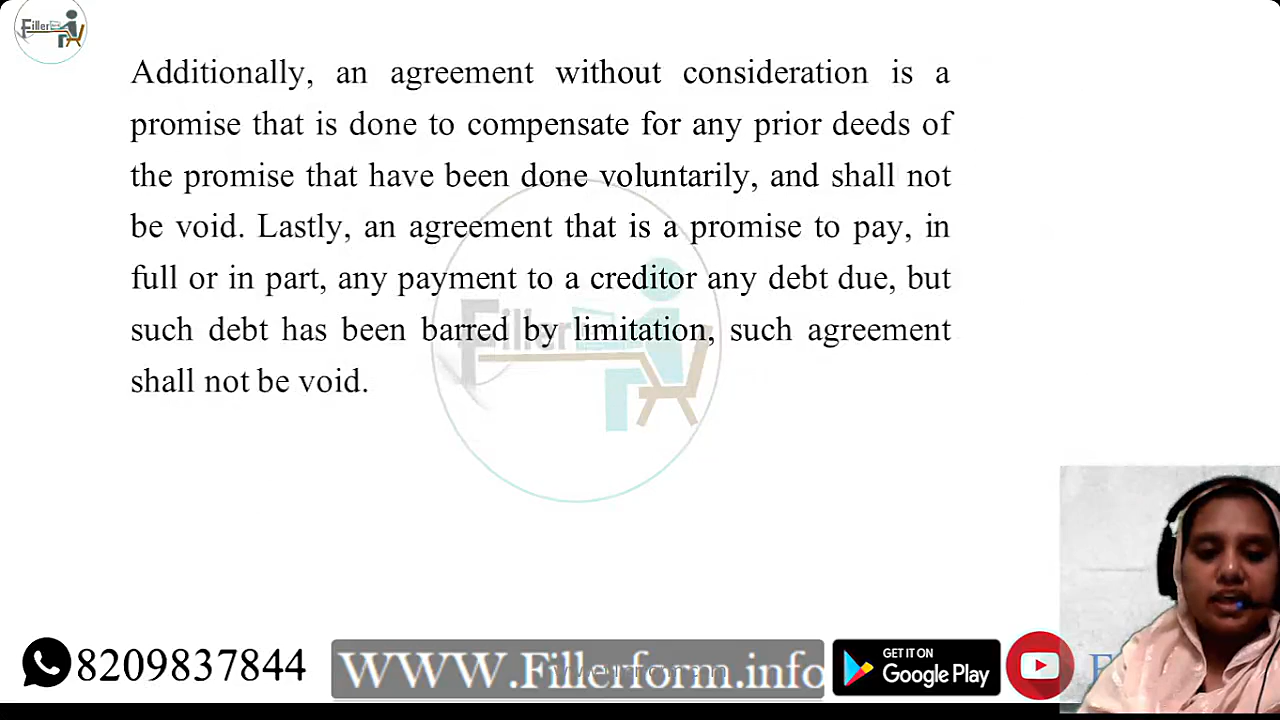 Filler
Additionally, an agreement without consideration is a
promise that is done to compensate for any prior deeds of
the promise that have been done voluntarily, and shall not
be void. Lastly, an agreement that is a promise to pay, in
full or in part, any payment to a creditor any debt due, but
such debt has been barred by limitation, such agreement
shall not be void.
Filler
8209837844
WWW.Fillerform.info
GET IT ON
Google Play
F